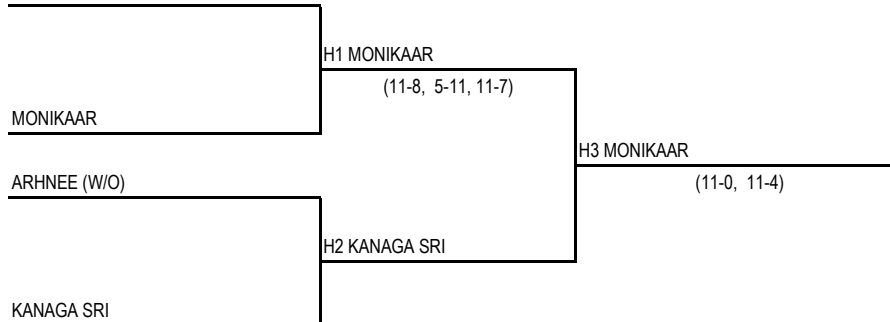 H1 MONIKAAR
(11-8, 5-11, 11-7)
MONIKAAR
H3 MONIKAAR
ARHNEE (W/O)
(11-0, 11-4)
H2 KANAGA SRI
KANAGA SRI